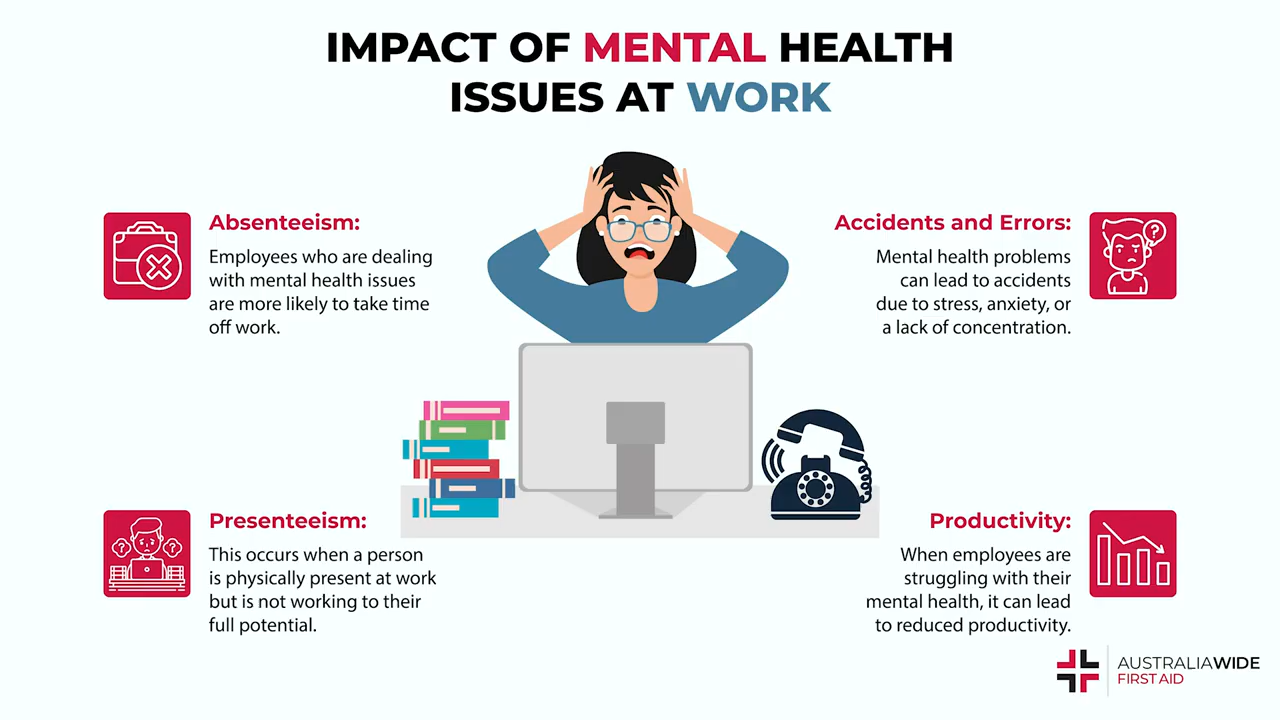 IMPACT OF MENTAL HEALTH
ISSUES AT WORK
Absenteeism:
Employees who are dealing
with mental health issues
are more likely to take time
off work.
Accidents and Errors:
Mental health problems
can lead to accidents
due to stress, anxiety, or
a lack of concentration.
Presenteeism:
This occurs when a person
is physically present at work
but is not working to their
full potential.
Productivity:
When employees are
struggling with their
mental health, it can lead
to reduced productivity.
AUSTRALIAWIDE
FIRST AID